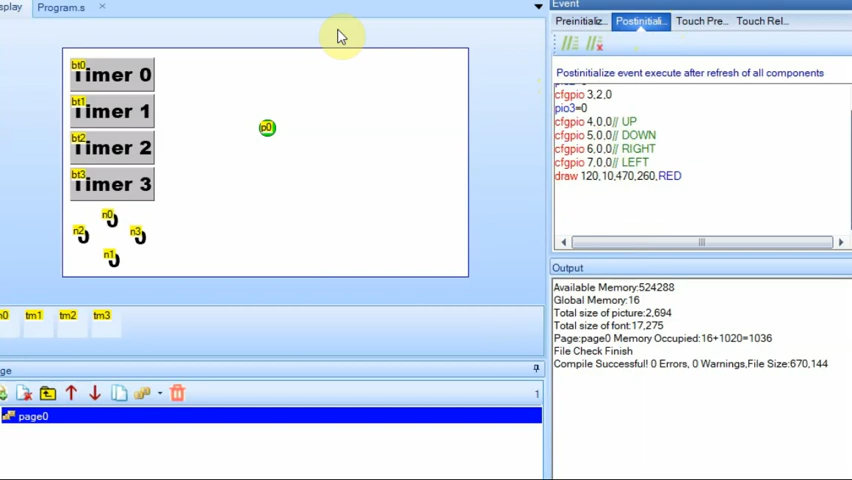 splay Program.s
bt0
Timer 0
bt1
Timer 1
bt2
Timer 2
bt3
Timer 3
p0
n0
n2
n3
n1
m0 tm1 tm2 tm3
ge
1
page0
Event
Preinitializ... Postinitiali... Touch Pre... Touch Rel...
Postinitialize event execute after refresh of all components
cfgpio 3,2,0
pio3=0
cfgpio 4,0,0// UP
cfgpio 5,0,0// DOWN
cfgpio 6,0,0// RIGHT
cfgpio 7,0,0// LEFT
draw 120,10,470,260,RED
Output
Available Memory:524288
Global Memory:16
Total size of picture:2,694
Total size of font:17,275
Page:page0 Memory Occupied:16+1020=1036
File Check Finish
Compile Successful! 0 Errors, 0 Warnings,File Size:670,144